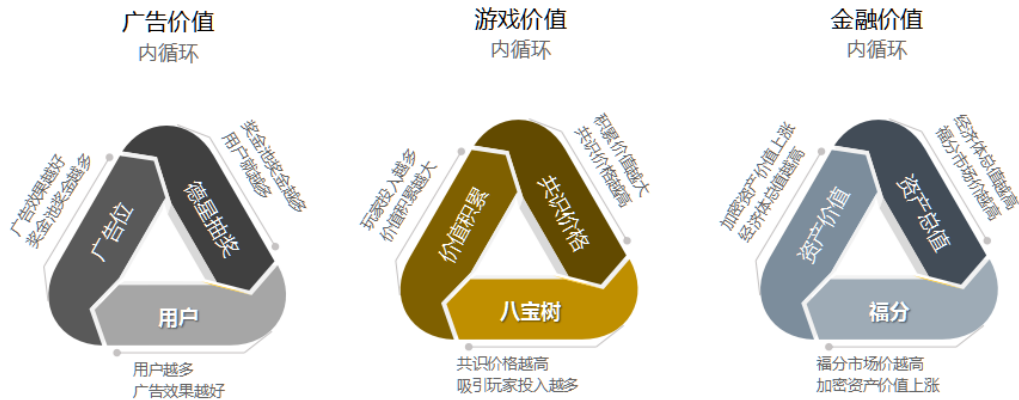 广告价值
内循环
广告效果越好
奖金池奖金越多
奖金池奖金越多
用户就越多
广告位
德星抽奖
用户
用户越多
广告效果越好
游戏价值
内循环
玩家投入越多
价值积累越大
积累价值越大
共识价格越高
价值积累
共识价格
八宝树
共识价格越高
吸引玩家投入越多
金融价值
内循环
加密资产价值上涨
经济体总值越高
经济体总值越高
福分市场价越高
资产价值
资产总值
福分
福分市场价越高
加密资产价值上涨